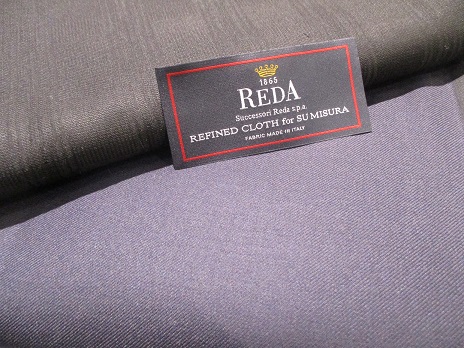 1865
REDA
Successori Reda s.p.a.
REFINED CLOTH for SU MISURA
FABRIC MADE IN ITALY